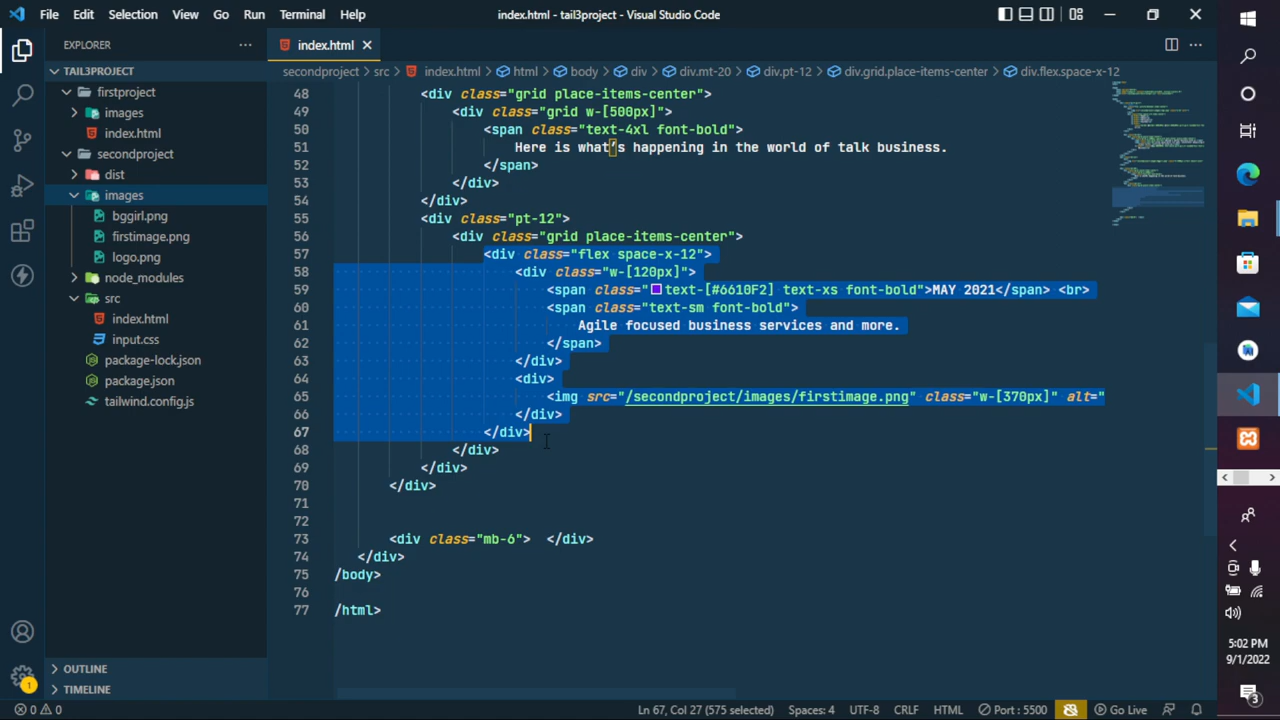 File Edit Selection View Go Run Terminal Help
index.html - tail3project - Visual Studio Code
EXPLORER
TAIL3PROJECT
firstproject
images
index.html
secondproject
dist
images
bggirl.png
firstimage.png
logo.png
node_modules
src
index.html
input.css
package-lock.json
package.json
tailwind.config.js
OUTLINE
TIMELINE
index.html
secondproject > src > index.html > html > body > div > div.mt-20 > div.pt-12 > div.grid.place-items-center > div.flex.space-x-12
48 <div class="grid place-items-center">
49 <div class="grid w-[500px]">
50 <span class="text-4xl font-bold">
51 Here is what’s happening in the world of talk business.
52 </span>
53 </div>
54 </div>
55 <div class="pt-12">
56 <div class="grid place-items-center">
57 <div class="flex space-x-12">
58 <div class="w-[120px]">
59 <span class="text-[#6610F2] text-xs font-bold">MAY 2021</span> <br>
60 <span class="text-sm font-bold">
61 Agile focused business services and more.
62 </span>
63 </div>
64 <div>
65 <img src="/secondproject/images/firstimage.png" class="w-[370px]" alt="
66 </div>
67 </div>
68 </div>
69 </div>
70 </div>
71
72
73 <div class="mb-6"> </div>
74 </div>
75 /body>
76
77 /html>
0 0
Ln 67, Col 27 (575 selected) Spaces: 4 UTF-8 CRLF HTML Port : 5500 Go Live
1
5:02 PM
9/1/2022
3